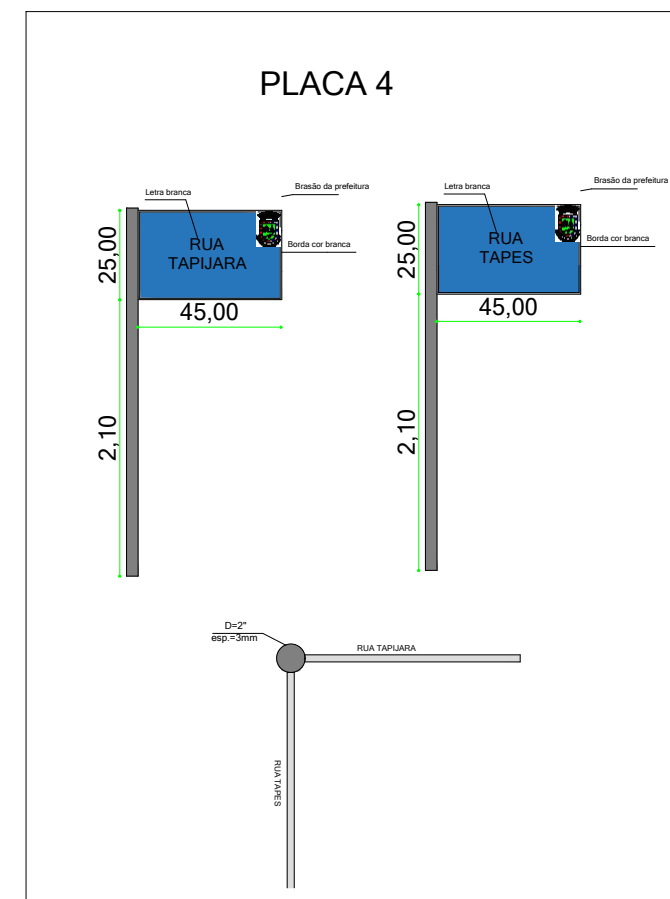 PLACA 4
Letra branca
Brasão da prefeitura
RUA
TAPIJARA
Borda cor branca
25,00
45,00
2,10
Letra branca
Brasão da prefeitura
RUA
TAPES
Borda cor branca
25,00
45,00
2,10
D=2"
esp.=3mm
RUA TAPIJARA
RUA TAPES